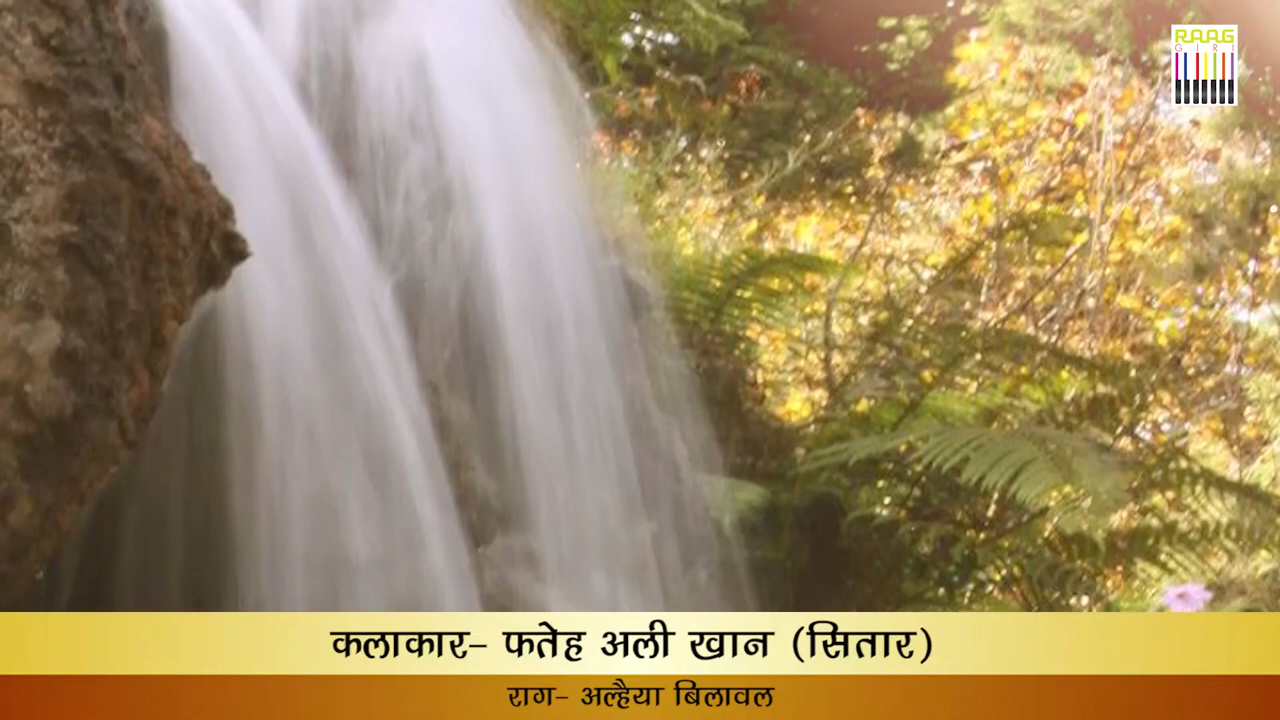 RAAG
GIRI
कलाकार- फतेह अली खान (सितार)
राग- अल्हैया बिलावल